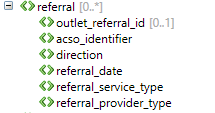 referral [0..*]
outlet_referral_id [0..1]
acso_identifier
direction
referral_date
referral_service_type
referral_provider_type